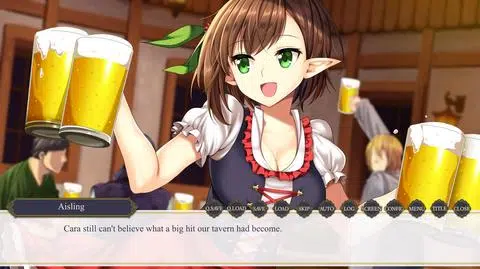 Aisling
Q.SAVE Q.LOAD SAVE LOAD SKIP AUTO LOG SCREEN CONFIG MENU TITLE CLOSE
Cara still can't believe what a big hit our tavern had become.